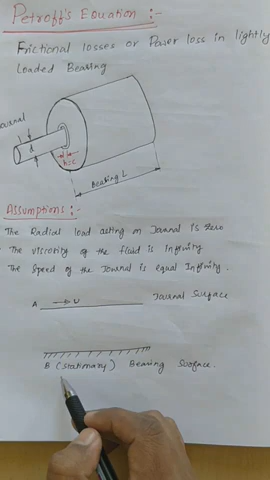 Petroff's Equation :-
Frictional losses or Power loss in lightly
Loaded Bearing
Journal
d
h=c
Bearing L
Assumptions :-
The Radial load acting on Journal is zero
The viscosity of the fluid is infinity
The Speed of the Journal is equal Infinity.
A → U Journal Surface
B (Stationary) Bearing Surface.